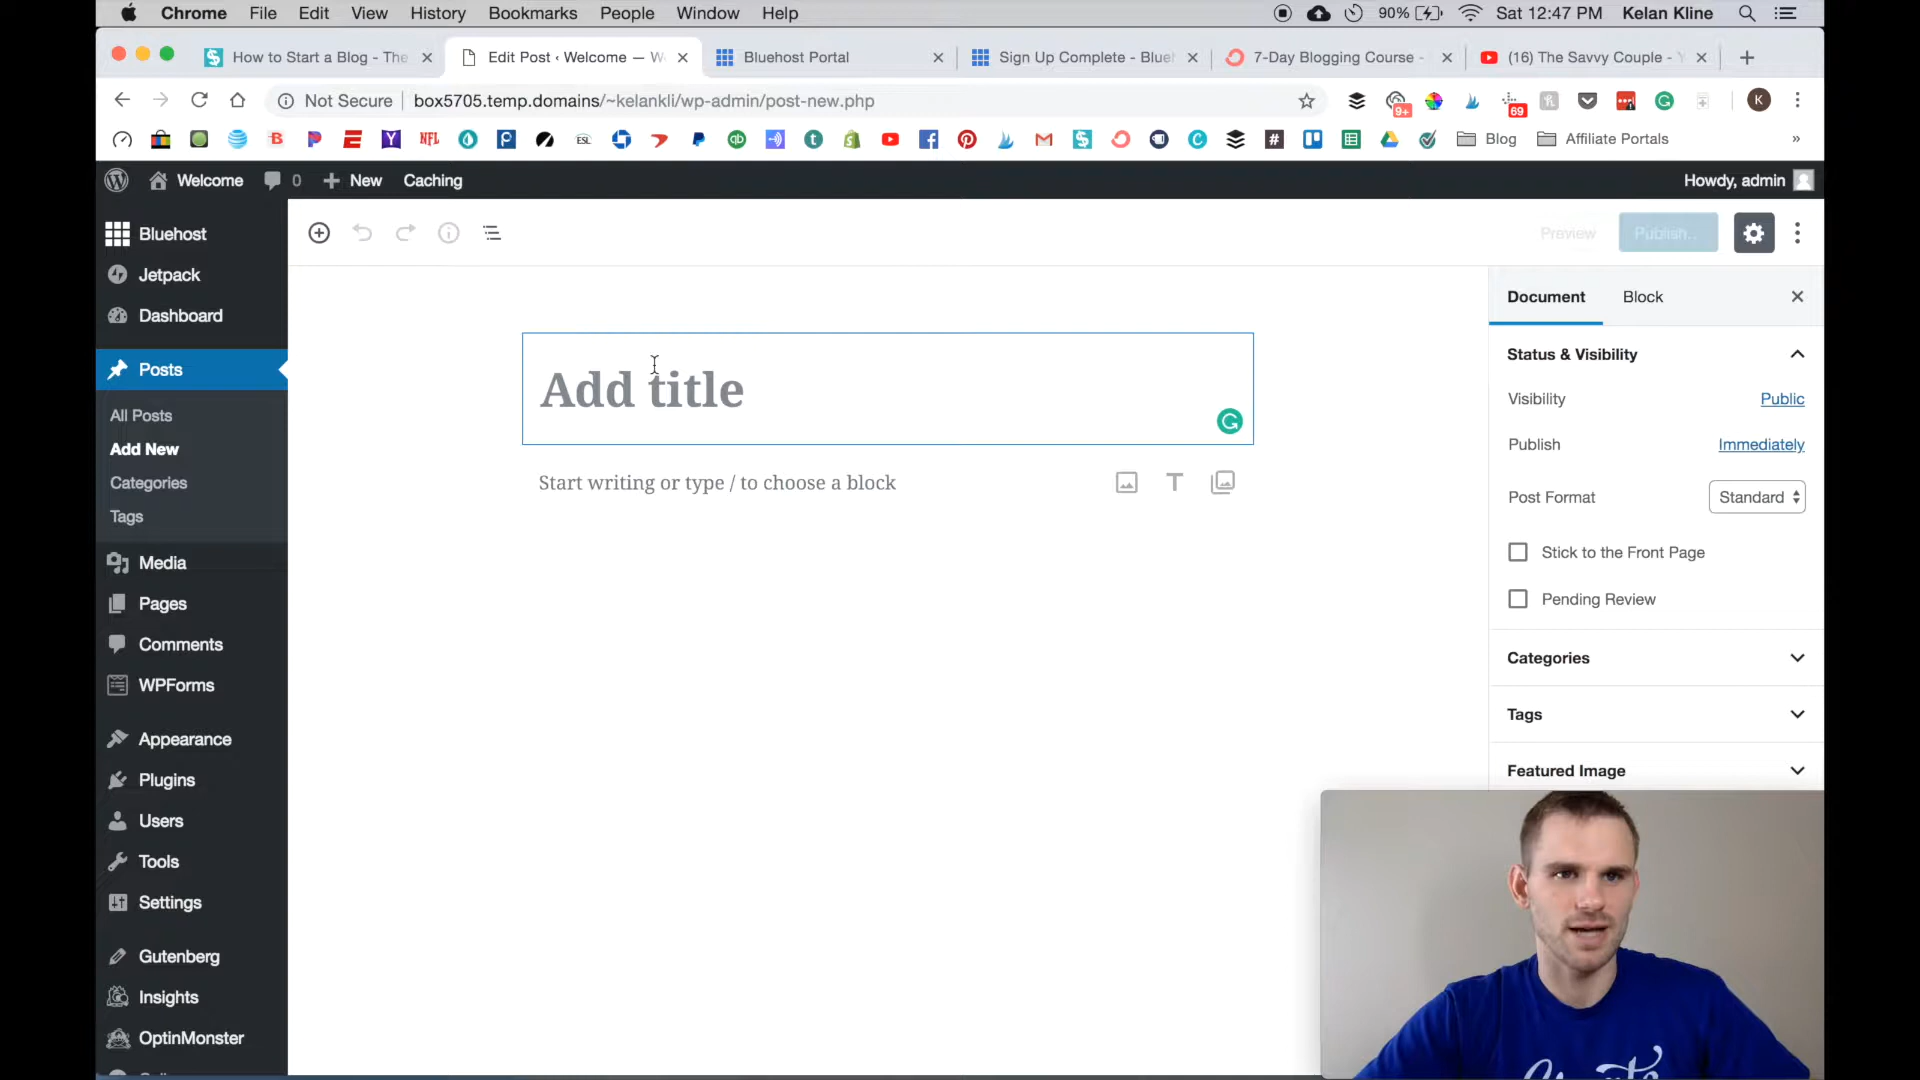 Chrome File Edit View History Bookmarks People Window Help 90% Sat 12:47 PM Kelan Kline
How to Start a Blog - The
Edit Post ‹ Welcome — W
Bluehost Portal
Sign Up Complete - Blueh
7-Day Blogging Course -
(16) The Savvy Couple - Y
Not Secure box5705.temp.domains/~kelankli/wp-admin/post-new.php
9+
69
K
NFL
ESL
Blog
Affiliate Portals
Welcome 0 New Caching Howdy, admin
Bluehost
Jetpack
Dashboard
Posts
All Posts
Add New
Categories
Tags
Media
Pages
Comments
WPForms
Appearance
Plugins
Users
Tools
Settings
Gutenberg
Insights
OptinMonster
Preview
Publish...
Add title
Start writing or type / to choose a block
Document Block
Status & Visibility
Visibility Public
Publish Immediately
Post Format Standard
Stick to the Front Page
Pending Review
Categories
Tags
Featured Image